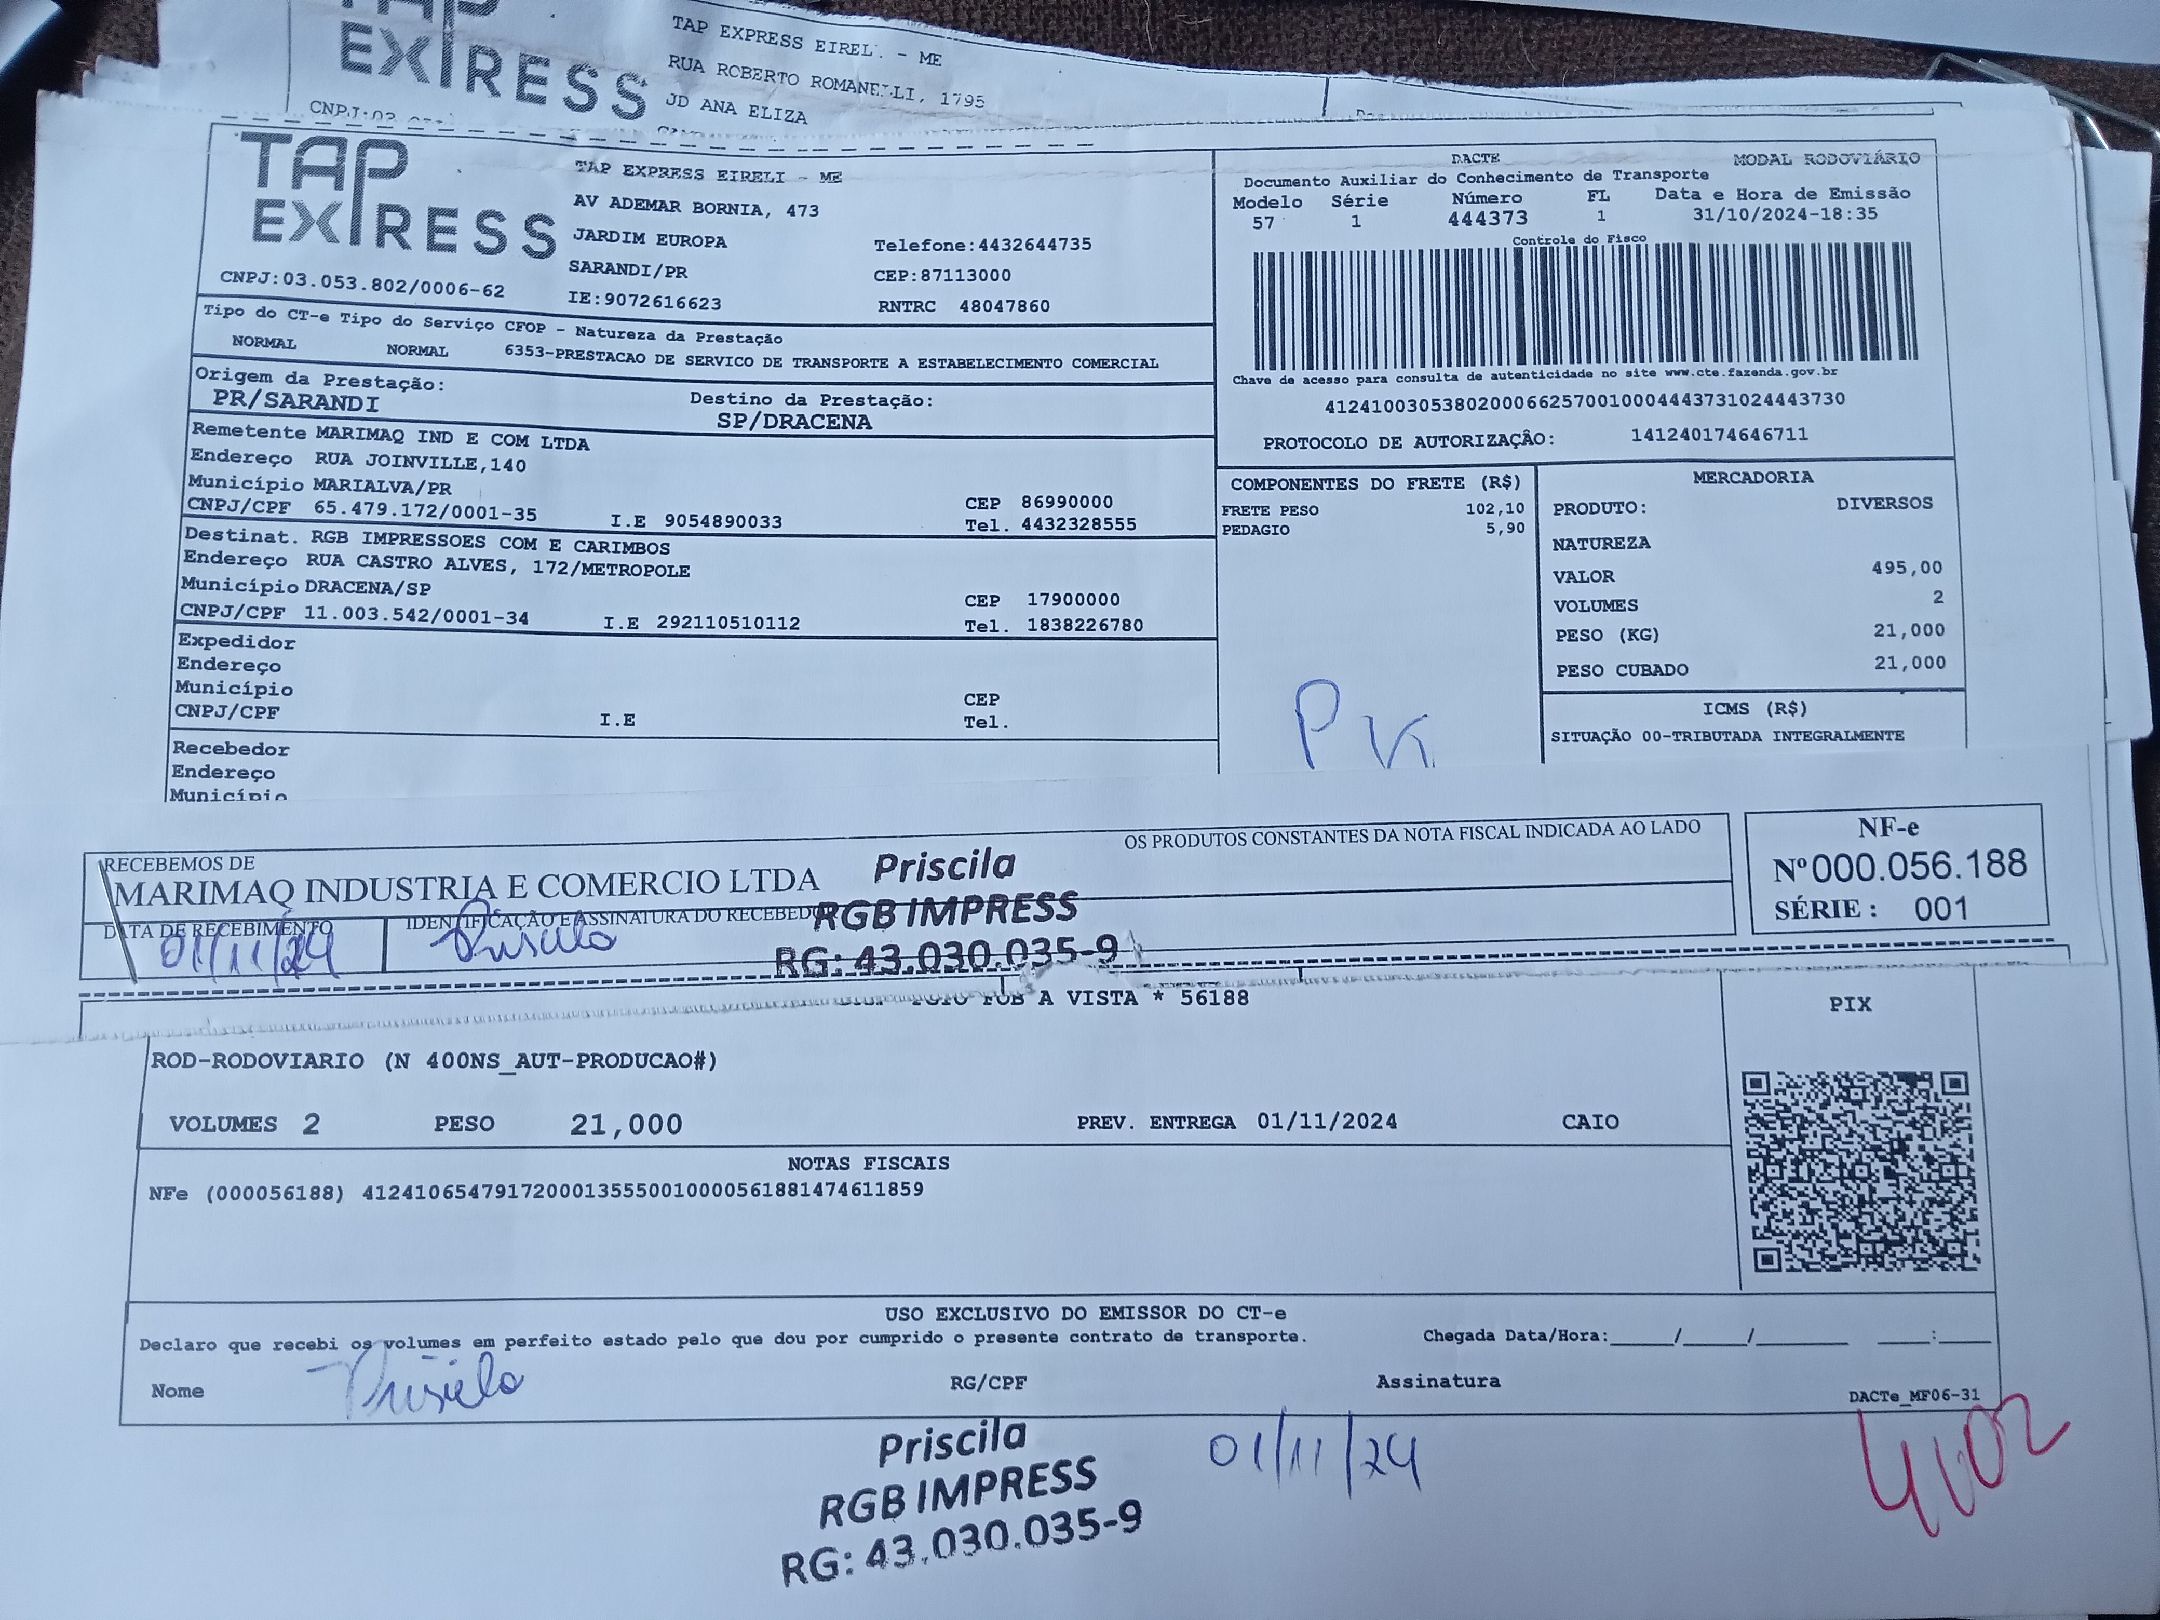 TAP
EXPRESS
TAP EXPRESS EIRELI - ME
RUA ROBERTO ROMANELLI, 1795
JD ANA ELIZA
TAP
EXPRESS
CNPJ:03.053.802/0006-62
TAP EXPRESS EIRELI - ME
AV ADEMAR BORNIA, 473
JARDIM EUROPA
SARANDI/PR
IE:9072616623
Telefone:4432644735
CEP:87113000
RNTRC 48047860
DACTE MODAL RODOVIÁRIO
Documento Auxiliar do Conhecimento de Transporte
Modelo Série Número FL Data e Hora de Emissão
57 1 444373 1 31/10/2024-18:35
Controle do Fisco
Chave de acesso para consulta de autenticidade no site www.cte.fazenda.gov.br
41241003053802000662570010004443731024443730
PROTOCOLO DE AUTORIZAÇÃO: 141240174646711
Tipo do CT-e Tipo do Serviço CFOP - Natureza da Prestação
NORMAL NORMAL 6353-PRESTACAO DE SERVICO DE TRANSPORTE A ESTABELECIMENTO COMERCIAL
Origem da Prestação: Destino da Prestação:
PR/SARANDI SP/DRACENA
Remetente MARIMAQ IND E COM LTDA
Endereço RUA JOINVILLE,140
Município MARIALVA/PR CEP 86990000
CNPJ/CPF 65.479.172/0001-35 I.E 9054890033 Tel. 4432328555
Destinat. RGB IMPRESSOES COM E CARIMBOS
Endereço RUA CASTRO ALVES, 172/METROPOLE
Município DRACENA/SP CEP 17900000
CNPJ/CPF 11.003.542/0001-34 I.E 292110510112 Tel. 1838226780
Expedidor
Endereço
Município CEP
CNPJ/CPF I.E Tel.
Recebedor
Endereço
Município
COMPONENTES DO FRETE (R$)
FRETE PESO 102,10
PEDAGIO 5,90
MERCADORIA
PRODUTO: DIVERSOS
NATUREZA
VALOR 495,00
VOLUMES 2
PESO (KG) 21,000
PESO CUBADO 21,000
ICMS (R$)
SITUAÇÃO 00-TRIBUTADA INTEGRALMENTE
RECEBEMOS DE OS PRODUTOS CONSTANTES DA NOTA FISCAL INDICADA AO LADO
MARIMAQ INDUSTRIA E COMERCIO LTDA
DATA DE RECEBIMENTO IDENTIFICAÇÃO E ASSINATURA DO RECEBEDOR
01/11/24 Priscila
Priscila
RGB IMPRESS
RG: 43.030.035-9
NF-e
Nº 000.056.188
SÉRIE : 001
FOB A VISTA * 56188
PIX
ROD-RODOVIARIO (N 400NS_AUT-PRODUCAO#)
VOLUMES 2 PESO 21,000 PREV. ENTREGA 01/11/2024 CAIO
NOTAS FISCAIS
NFe (000056188) 41241065479172000135550010000561881474611859
USO EXCLUSIVO DO EMISSOR DO CT-e
Declaro que recebi os volumes em perfeito estado pelo que dou por cumprido o presente contrato de transporte. Chegada Data/Hora:____/____/______ ____:____
Nome Priscila RG/CPF Assinatura
DACTe_MF06-31
Priscila
RGB IMPRESS
RG: 43.030.035-9
01/11/24